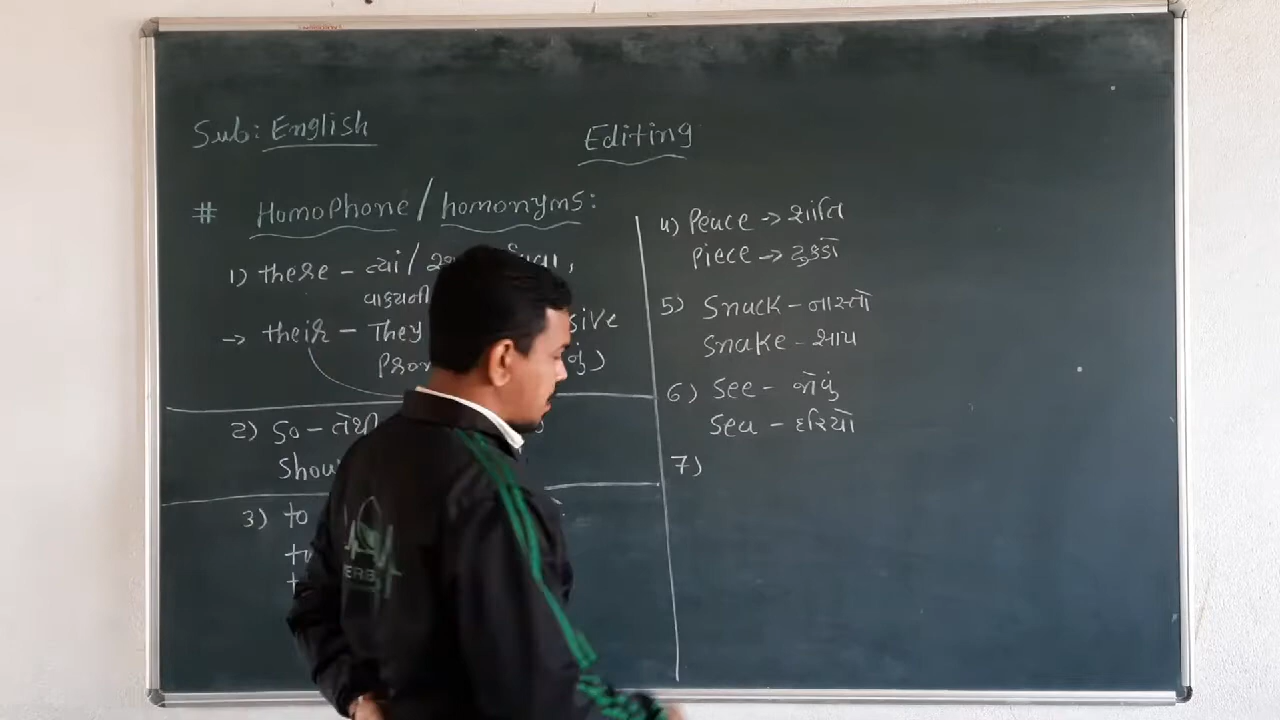 Sub: English
Editing
# Homophone / homonyms:
1) there - ત્યાં /
વાક્યની
→ their - They sive
Pron
2) So - તેથી
Show
3) to
4) Peace → શાંતિ
Piece → ટુકડો
5) Snack - નાસ્તો
Snake - સાપ
6) See - જોવું
Sea - દરિયો
7)